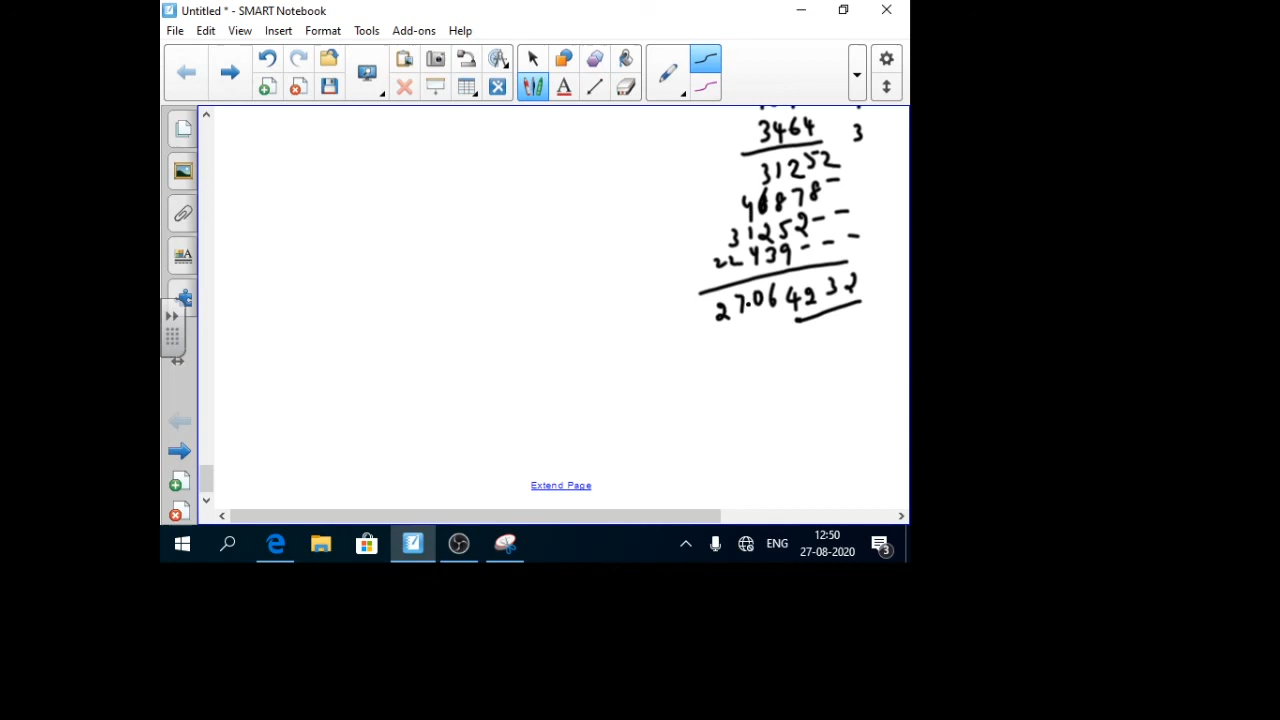 Untitled * - SMART Notebook
File Edit View Insert Format Tools Add-ons Help
3464 3
31252
46878 -
31252 - -
22439 - - -
27.064232
Extend Page
ENG
12:50
27-08-2020
3